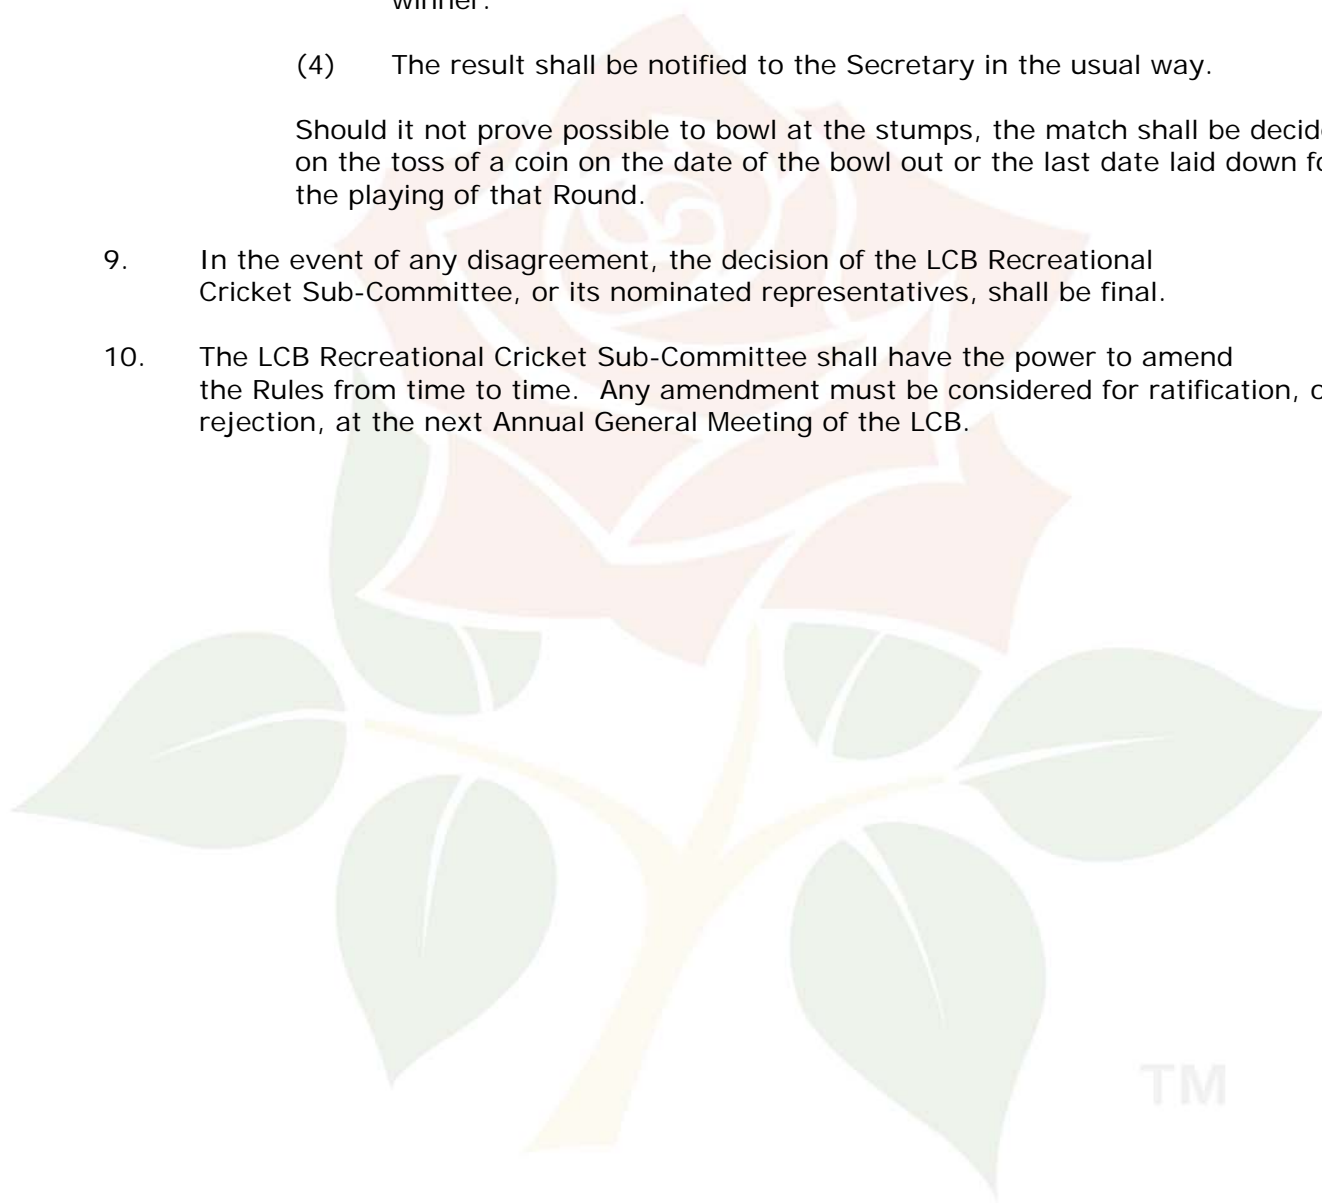 winner.
(4) The result shall be notified to the Secretary in the usual way.
Should it not prove possible to bowl at the stumps, the match shall be
on the toss of a coin on the date of the bowl out or the last date laid down
the playing of that Round.
9. In the event of any disagreement, the decision of the LCB Recreational
Cricket Sub-Committee, or its nominated representatives, shall be final.
10. The LCB Recreational Cricket Sub-Committee shall have the power to amend
the Rules from time to time. Any amendment must be considered for ratification,
rejection, at the next Annual General Meeting of the LCB.
TM